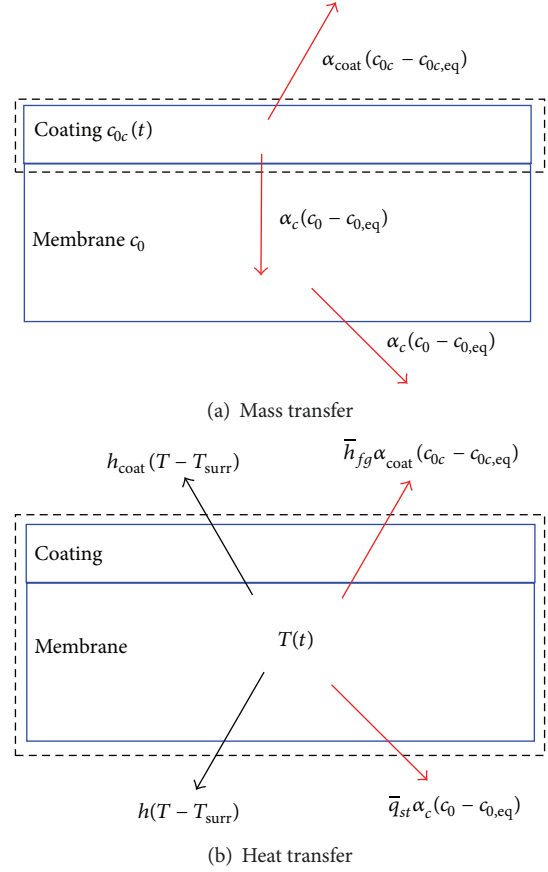 α_coat(c_0c − c_0c,eq)
Coating c_0c(t)
α_c(c_0 − c_0,eq)
Membrane c_0
α_c(c_0 − c_0,eq)
(a) Mass transfer
h_coat(T − T_surr)
h̅_fg α_coat(c_0c − c_0c,eq)
Coating
Membrane
T(t)
h(T − T_surr)
q̅_st α_c(c_0 − c_0,eq)
(b) Heat transfer